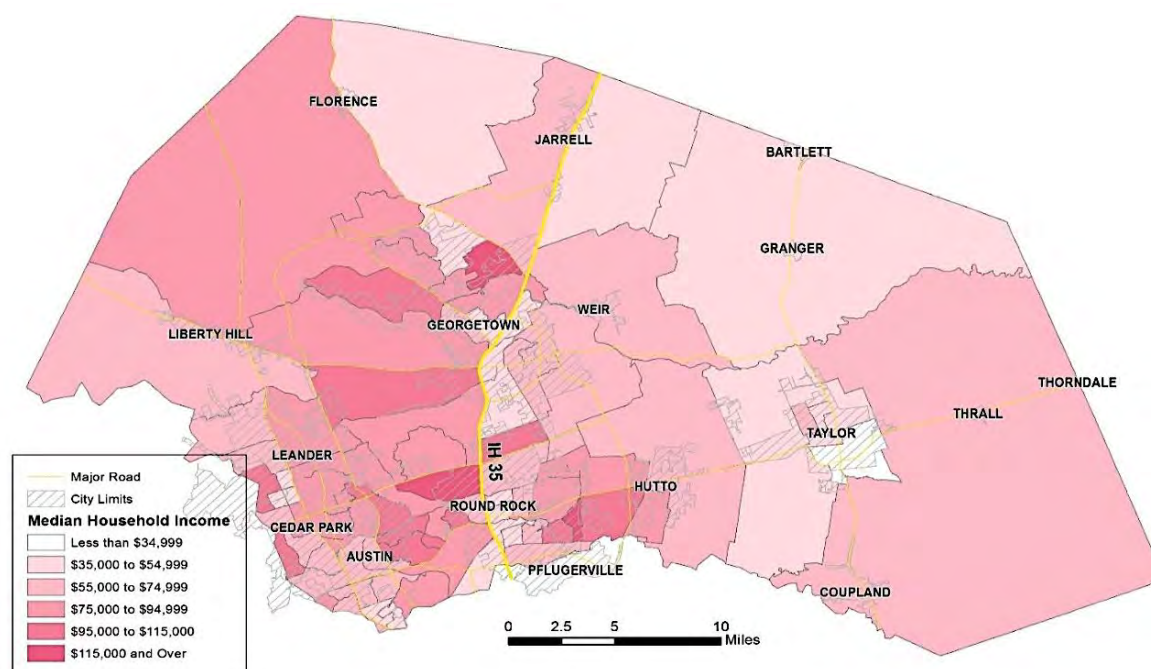 FLORENCE
JARRELL
BARTLETT
GRANGER
WEIR
GEORGETOWN
LIBERTY HILL
THORNDALE
THRALL
TAYLOR
IH 35
LEANDER
HUTTO
ROUND ROCK
CEDAR PARK
AUSTIN
PFLUGERVILLE
COUPLAND
Major Road
City Limits
Median Household Income
Less than $34,999
$35,000 to $54,999
$55,000 to $74,999
$75,000 to $94,999
$95,000 to $115,000
$115,000 and Over
0 2.5 5 10
Miles